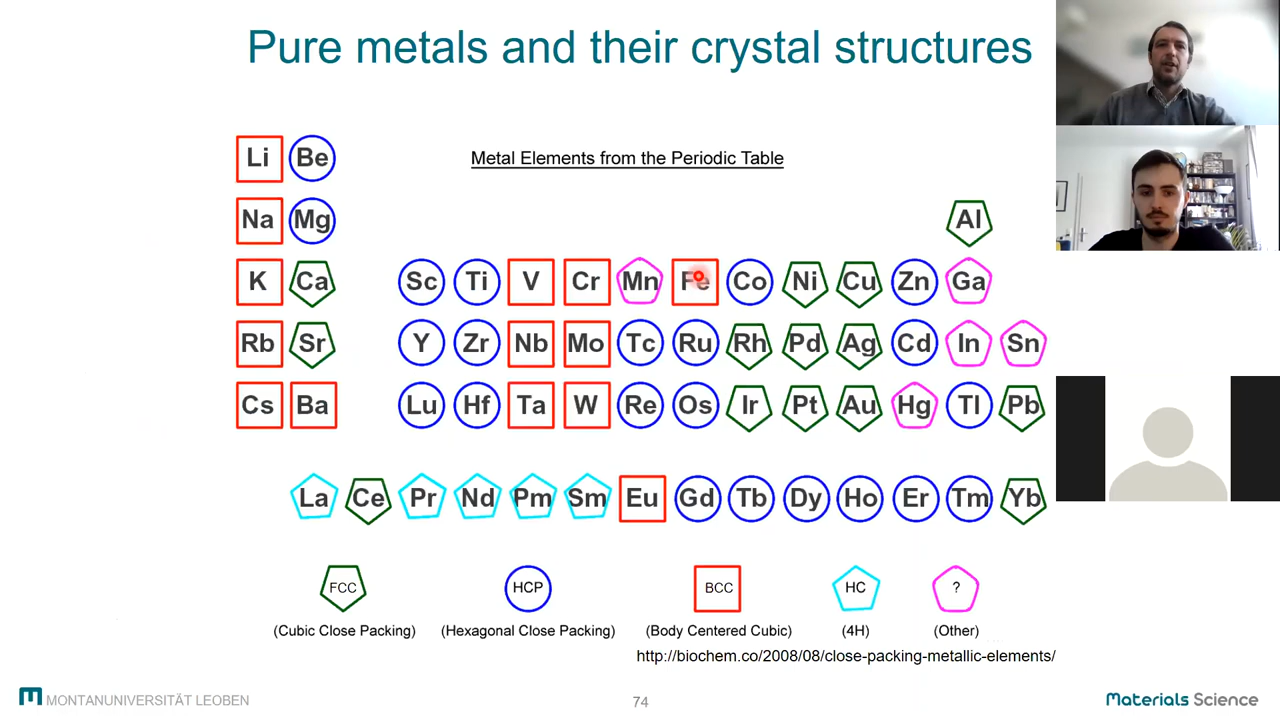 Pure metals and their crystal structures
Metal Elements from the Periodic Table
Li Be
Na Mg Al
K Ca Sc Ti V Cr Mn Fe Co Ni Cu Zn Ga
Rb Sr Y Zr Nb Mo Tc Ru Rh Pd Ag Cd In Sn
Cs Ba Lu Hf Ta W Re Os Ir Pt Au Hg Tl Pb
La Ce Pr Nd Pm Sm Eu Gd Tb Dy Ho Er Tm Yb
FCC HCP BCC HC ?
(Cubic Close Packing) (Hexagonal Close Packing) (Body Centered Cubic) (4H) (Other)
http://biochem.co/2008/08/close-packing-metallic-elements/
MONTANUNIVERSITÄT LEOBEN 74 Materials Science